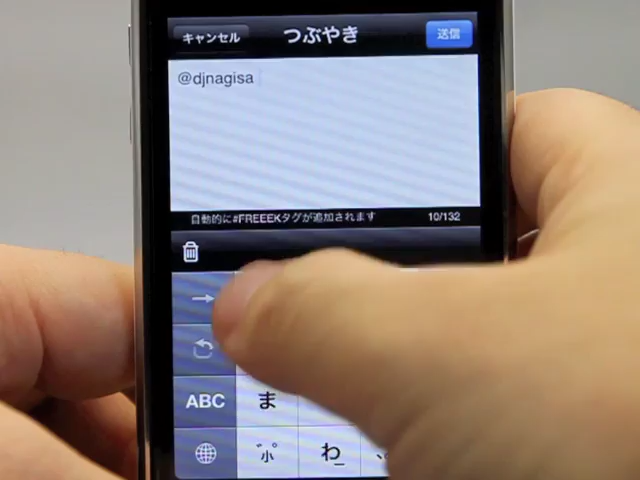 キャンセル つぶやき 送信
@djnagisa
自動的に#FREEEKタグが追加されます 10/132
→
ABC ま
小 わ